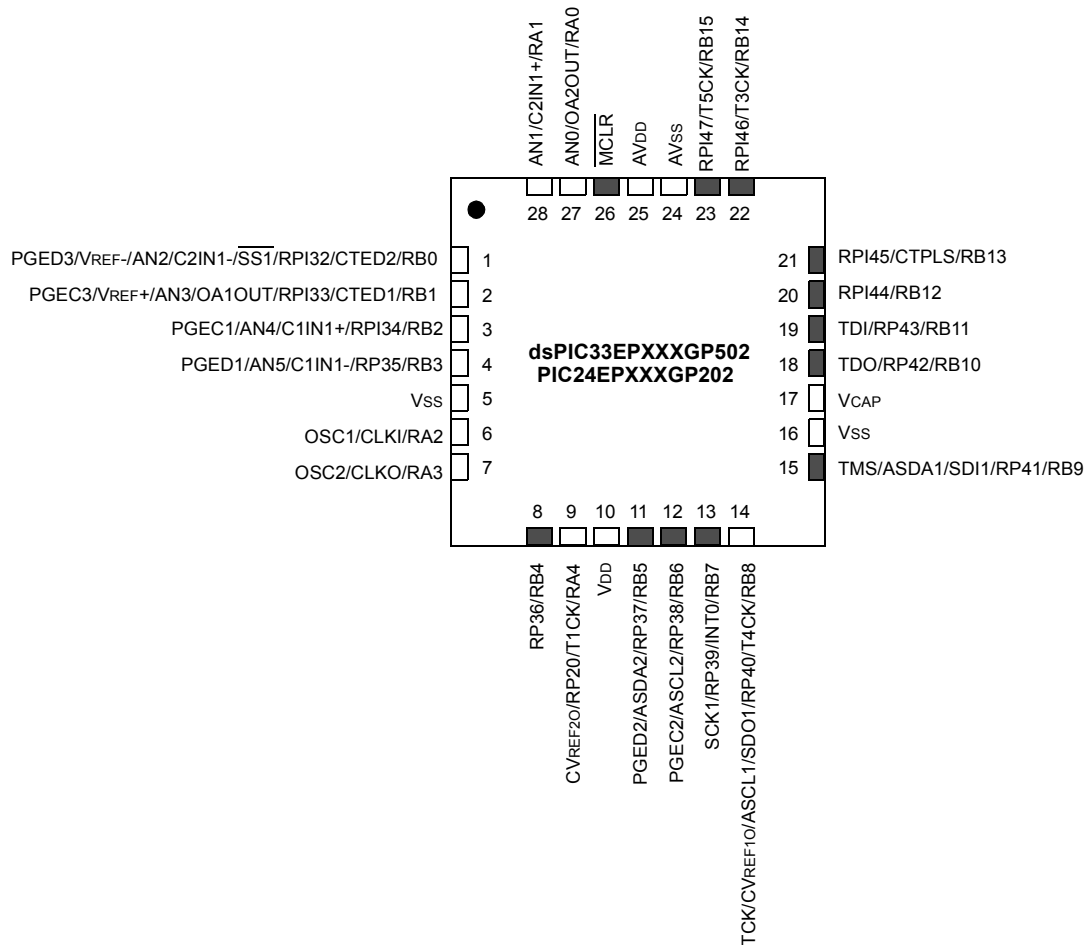 AN1/C2IN1+/RA1
AN0/OA2OUT/RA0
MCLR
AVDD
AVSS
RPI47/T5CK/RB15
RPI46/T3CK/RB14
28 27 26 25 24 23 22
PGED3/VREF-/AN2/C2IN1-/SS1/RPI32/CTED2/RB0 1
PGEC3/VREF+/AN3/OA1OUT/RPI33/CTED1/RB1 2
PGEC1/AN4/C1IN1+/RPI34/RB2 3
PGED1/AN5/C1IN1-/RP35/RB3 4
VSS 5
OSC1/CLKI/RA2 6
OSC2/CLKO/RA3 7
dsPIC33EPXXXGP502
PIC24EPXXXGP202
21 RPI45/CTPLS/RB13
20 RPI44/RB12
19 TDI/RP43/RB11
18 TDO/RP42/RB10
17 VCAP
16 VSS
15 TMS/ASDA1/SDI1/RP41/RB9
8 9 10 11 12 13 14
RP36/RB4
CVREF2O/RP20/T1CK/RA4
VDD
PGED2/ASDA2/RP37/RB5
PGEC2/ASCL2/RP38/RB6
SCK1/RP39/INT0/RB7
TCK/CVREF1O/ASCL1/SDO1/RP40/T4CK/RB8